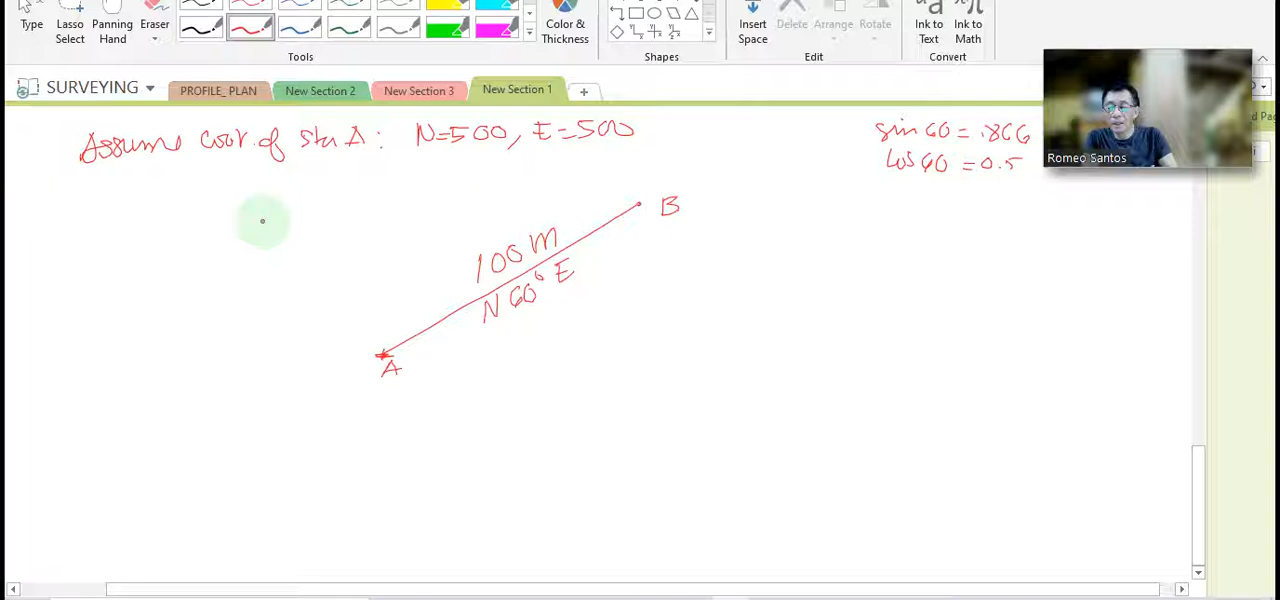 Type
Lasso Select
Panning Hand
Eraser
Color & Thickness
Insert Space
Delete
Arrange
Rotate
Ink to Text
Ink to Math
Tools
Shapes
Edit
Convert
SURVEYING
PROFILE_ PLAN
New Section 2
New Section 3
New Section 1
Romeo Santos
Assume coor. of sta A: N=500, E=500
sin 60 = .866
cos 60 = 0.5
B
100 m
N 60° E
A